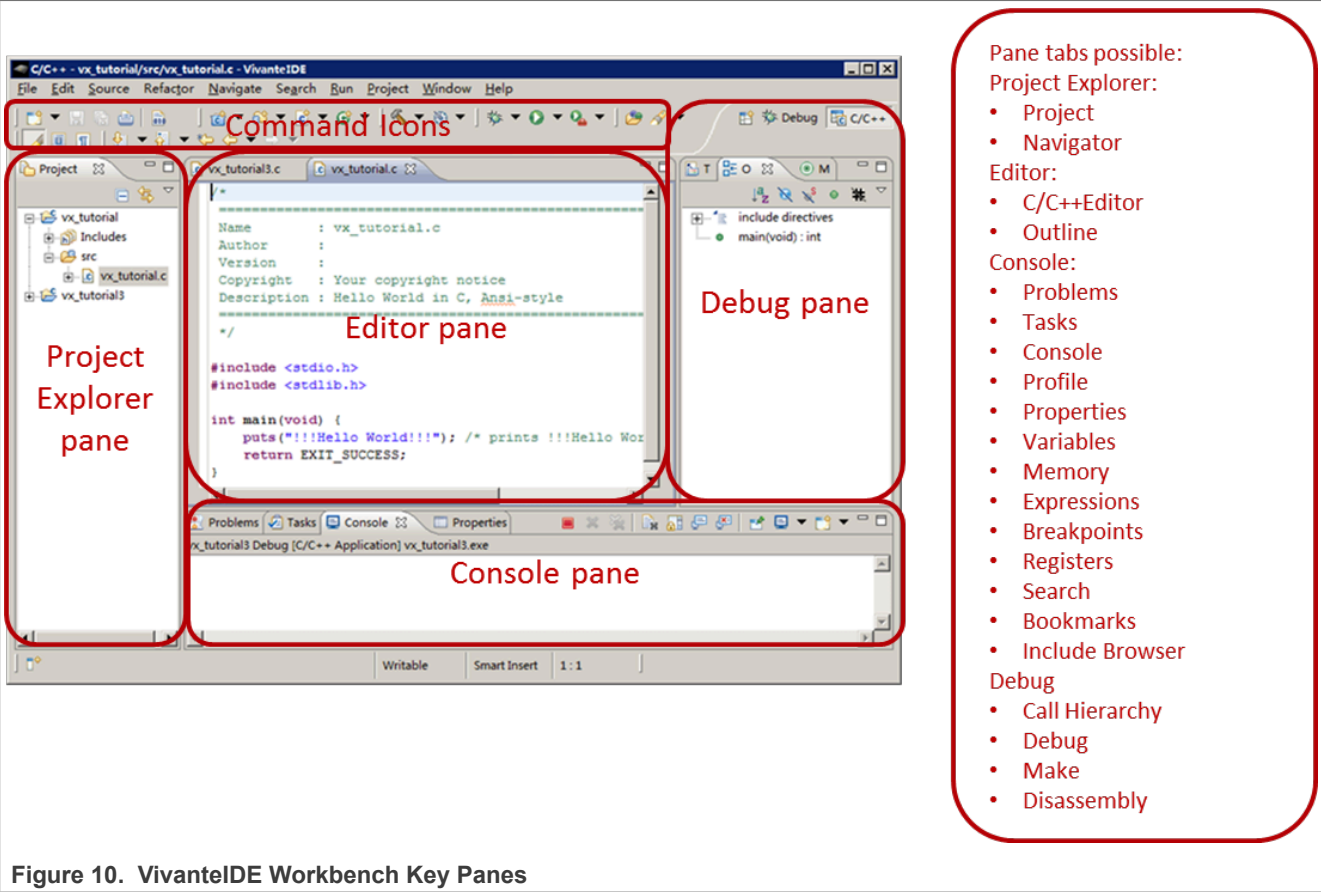 C/C++ - vx_tutorial/src/vx_tutorial.c - VivanteIDE
File Edit Source Refactor Navigate Search Run Project Window Help
Command Icons
Debug C/C++
Project
vx_tutorial
Includes
src
vx_tutorial.c
vx_tutorial3
Project
Explorer
pane
vx_tutorial3.c vx_tutorial.c
/*
============================================================
Name : vx_tutorial.c
Author :
Version :
Copyright : Your copyright notice
Description : Hello World in C, Ansi-style
============================================================
*/
Editor pane
#include <stdio.h>
#include <stdlib.h>
int main(void) {
puts("!!!Hello World!!!"); /* prints !!!Hello Wor
return EXIT_SUCCESS;
}
T O M
include directives
main(void) : int
Debug pane
Problems Tasks Console Properties
vx_tutorial3 Debug [C/C++ Application] vx_tutorial3.exe
Console pane
Writable Smart Insert 1 : 1
Pane tabs possible:
Project Explorer:
• Project
• Navigator
Editor:
• C/C++Editor
• Outline
Console:
• Problems
• Tasks
• Console
• Profile
• Properties
• Variables
• Memory
• Expressions
• Breakpoints
• Registers
• Search
• Bookmarks
• Include Browser
Debug
• Call Hierarchy
• Debug
• Make
• Disassembly
Figure 10. VivanteIDE Workbench Key Panes